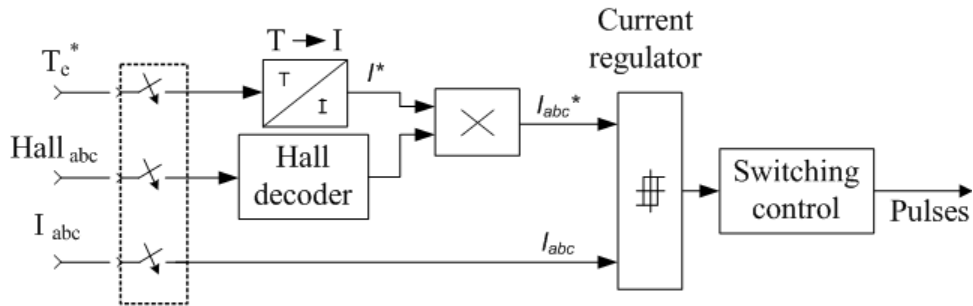 Current
regulator
T → I
Te*
T
I
I*
Iabc*
Hall abc
Hall
decoder
Switching
control
Pulses
I abc
Iabc